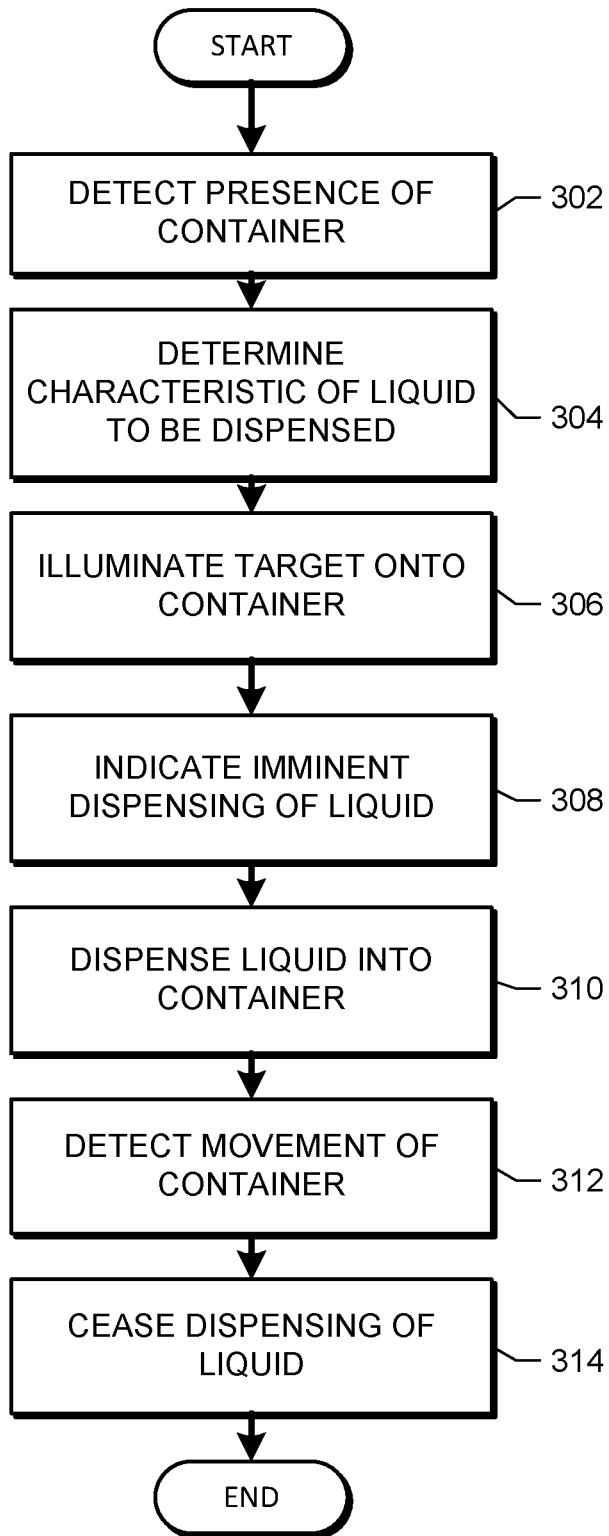 START
DETECT PRESENCE OF
CONTAINER
302
DETERMINE
CHARACTERISTIC OF LIQUID
TO BE DISPENSED
304
ILLUMINATE TARGET ONTO
CONTAINER
306
INDICATE IMMINENT
DISPENSING OF LIQUID
308
DISPENSE LIQUID INTO
CONTAINER
310
DETECT MOVEMENT OF
CONTAINER
312
CEASE DISPENSING OF
LIQUID
314
END